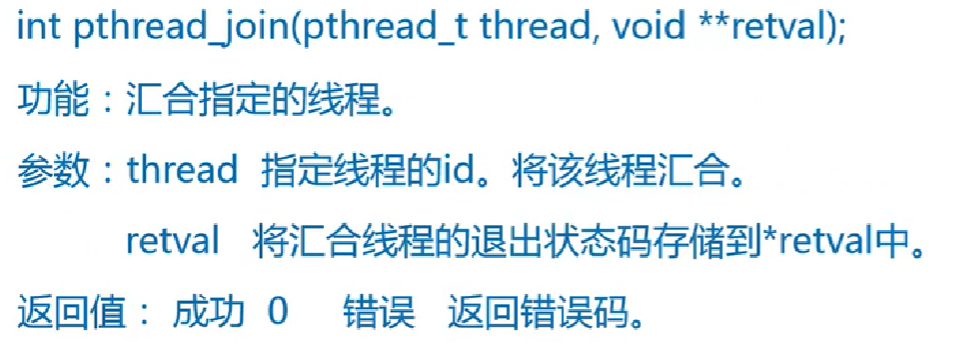 int pthread_join(pthread_t thread, void **retval);
功能：汇合指定的线程。
参数：thread 指定线程的id。将该线程汇合。
retval 将汇合线程的退出状态码存储到*retval中。
返回值： 成功 0 错误 返回错误码。